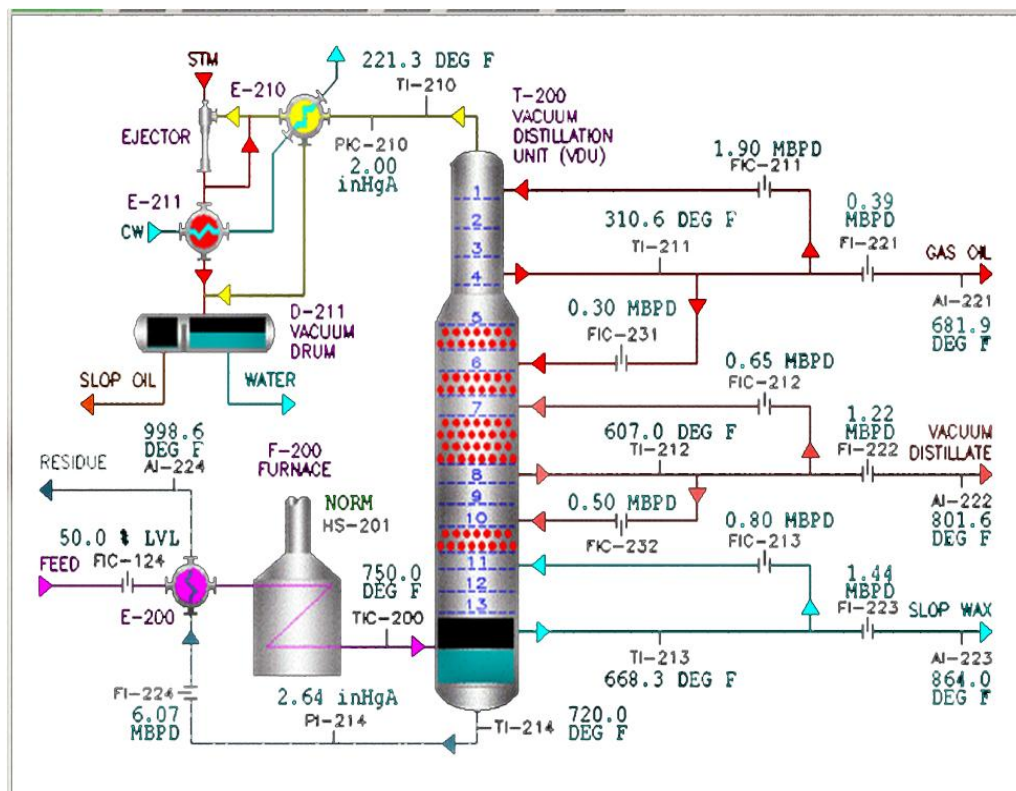 STM
E-210
221.3 DEG F
TI-210
T-200
VACUUM
DISTILLATION
UNIT (VDU)
EJECTOR
PIC-210
2.00
inHgA
1.90 MBPD
FIC-211
E-211
CW
310.6 DEG F
TI-211
0.39
MBPD
FI-221
GAS OIL
AI-221
681.9
DEG F
D-211
VACUUM
DRUM
0.30 MBPD
FIC-231
0.65 MBPD
FIC-212
SLOP OIL
WATER
998.6
DEG F
AI-224
RESIDUE
F-200
FURNACE
NORM
HS-201
607.0 DEG F
TI-212
1.22
MBPD
FI-222
VACUUM
DISTILLATE
AI-222
801.6
DEG F
0.50 MBPD
FIC-232
0.80 MBPD
FIC-213
50.0 % LVL
FIC-124
FEED
E-200
750.0
DEG F
TIC-200
1.44
MBPD
FI-223
SLOP WAX
TI-213
668.3 DEG F
AI-223
864.0
DEG F
FI-224
6.07
MBPD
2.64 inHgA
PI-214
TI-214
720.0
DEG F
1
2
3
4
5
6
7
8
9
10
11
12
13